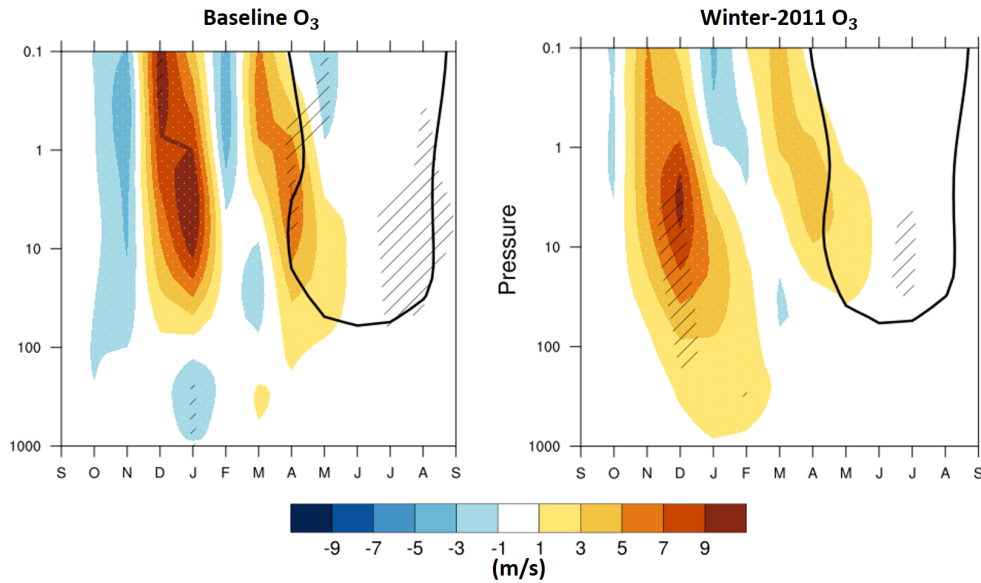 Baseline O3
Winter-2011 O3
0.1
1
10
100
1000
S O N D J F M A M J J A S
Pressure
0.1
1
10
100
1000
S O N D J F M A M J J A S
-9 -7 -5 -3 -1 1 3 5 7 9
(m/s)